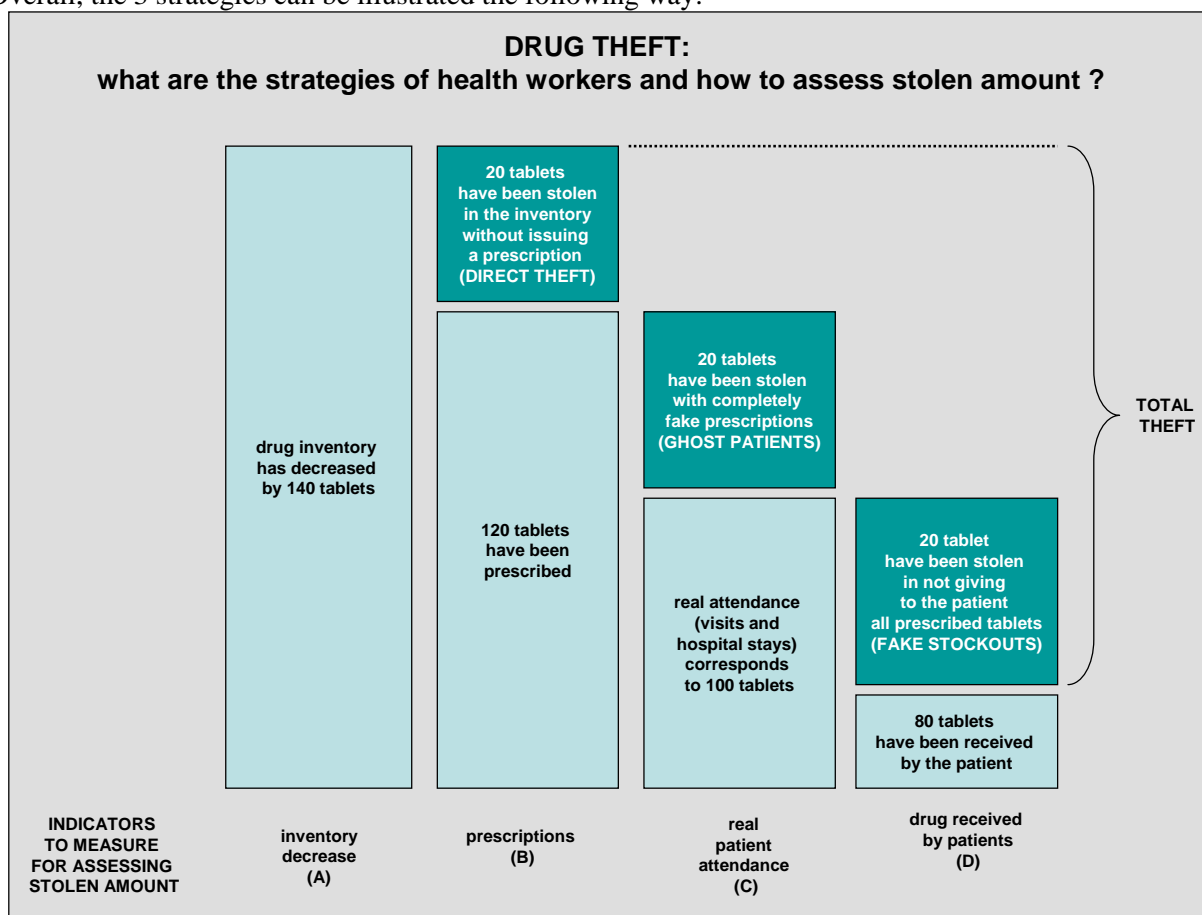 overall, the 3 strategies can be illustrated the following way:
DRUG THEFT:
what are the strategies of health workers and how to assess stolen amount ?
drug inventory
has decreased
by 140 tablets
20 tablets
have been stolen
in the inventory
without issuing
a prescription
(DIRECT THEFT)
120 tablets
have been
prescribed
20 tablets
have been stolen
with completely
fake prescriptions
(GHOST PATIENTS)
real attendance
(visits and
hospital stays)
corresponds
to 100 tablets
20 tablet
have been stolen
in not giving
to the patient
all prescribed tablets
(FAKE STOCKOUTS)
80 tablets
have been received
by the patient
TOTAL
THEFT
INDICATORS
TO MEASURE
FOR ASSESSING
STOLEN AMOUNT
inventory
decrease
(A)
prescriptions
(B)
real
patient
attendance
(C)
drug received
by patients
(D)